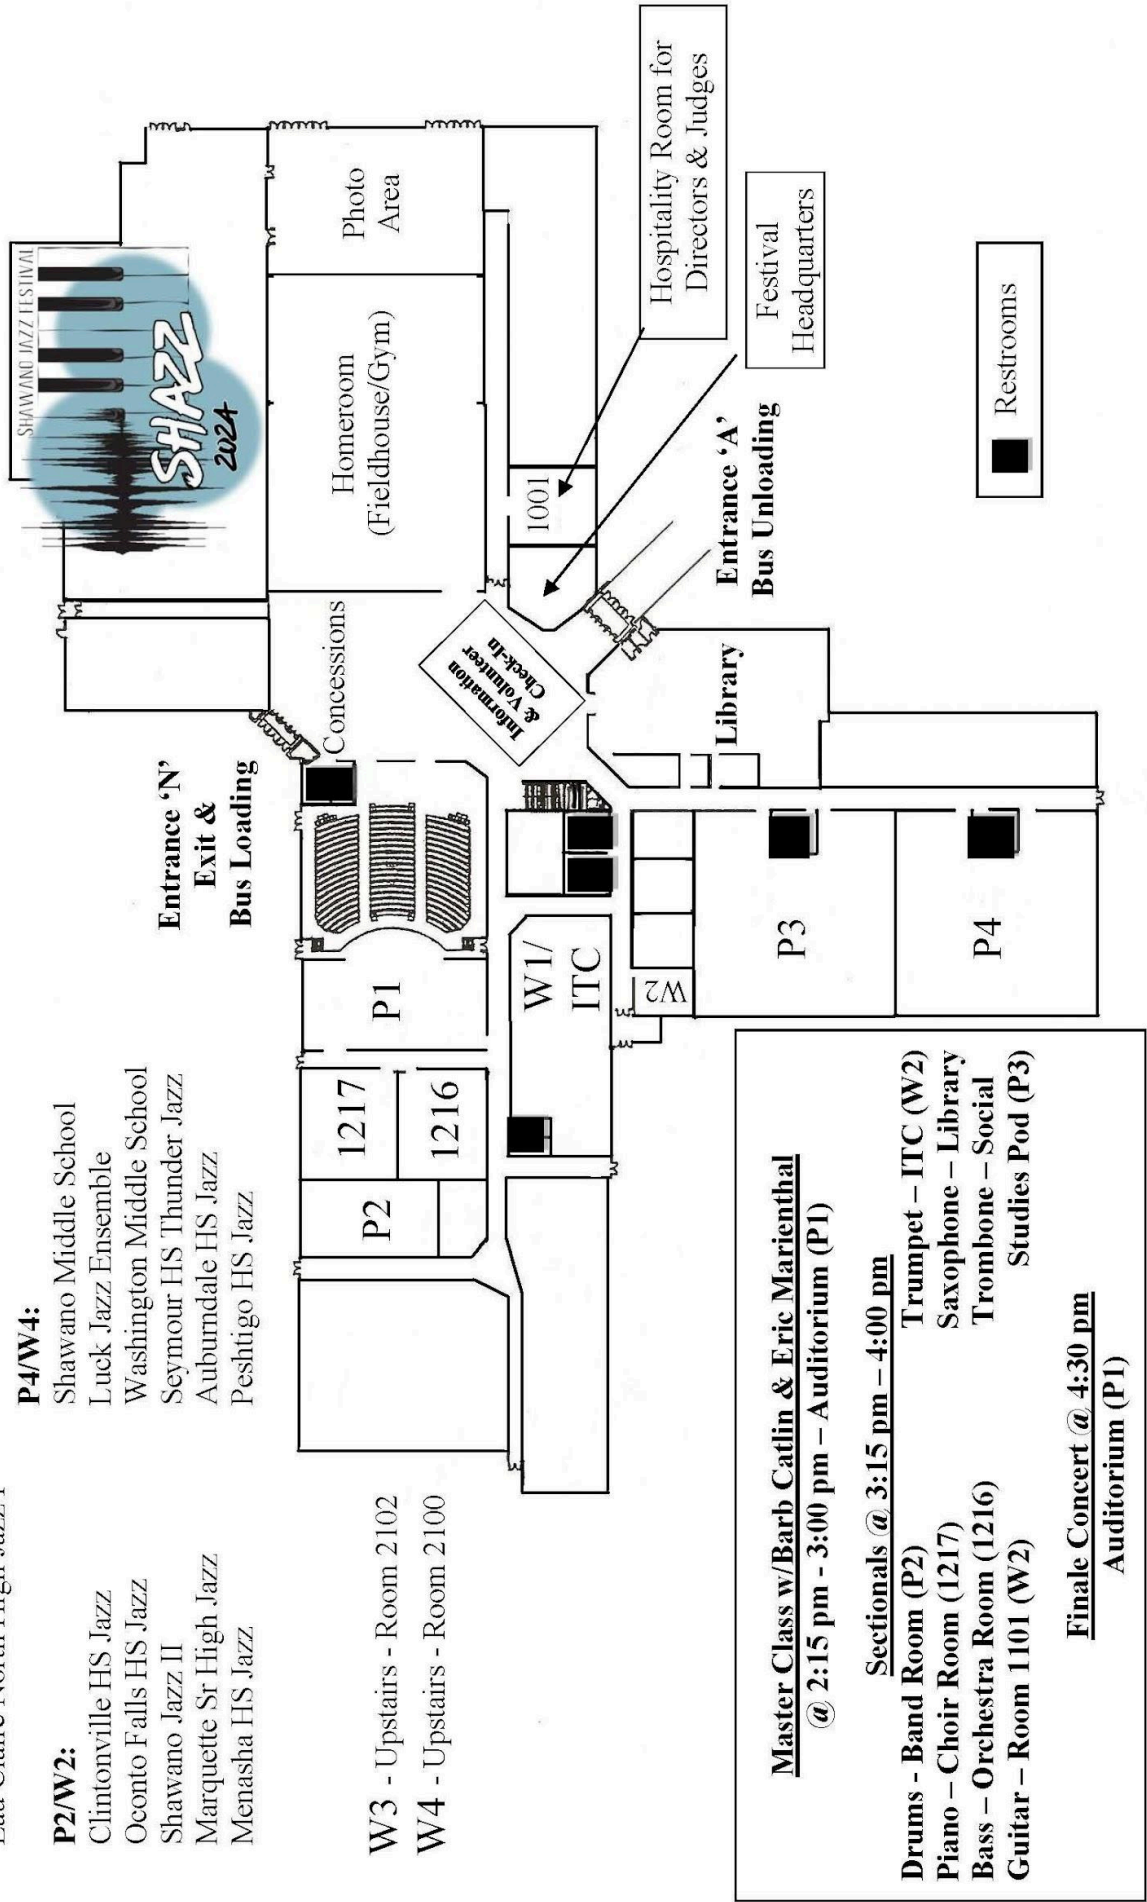 P2/W2:
Clintonville HS Jazz
Oconto Falls HS Jazz
Shawano Jazz II
Marquette Sr High Jazz
Menasha HS Jazz
P4/W4:
Shawano Middle School
Luck Jazz Ensemble
Washington Middle School
Seymour HS Thunder Jazz
Auburndale HS Jazz
Peshtigo HS Jazz
W3 - Upstairs - Room 2102
W4 - Upstairs - Room 2100
SHAWANO JAZZ FESTIVAL
SHAZZ
2024
Entrance ‘N’
Exit &
Bus Loading
Concessions
Homeroom
(Fieldhouse/Gym)
Photo
Area
P2
1217
1216
P1
Information
& Volunteer
Check-In
1001
W1/
ITC
W2
Library
P3
P4
Entrance ‘A’
Bus Unloading
Hospitality Room for
Directors & Judges
Festival
Headquarters
Restrooms
Master Class w/Barb Catlin & Eric Marienthal
@ 2:15 pm - 3:00 pm – Auditorium (P1)
Sectionals @ 3:15 pm – 4:00 pm
Drums - Band Room (P2)
Piano – Choir Room (1217)
Bass – Orchestra Room (1216)
Guitar – Room 1101 (W2)
Trumpet – ITC (W2)
Saxophone – Library
Trombone – Social
Studies Pod (P3)
Finale Concert @ 4:30 pm
Auditorium (P1)